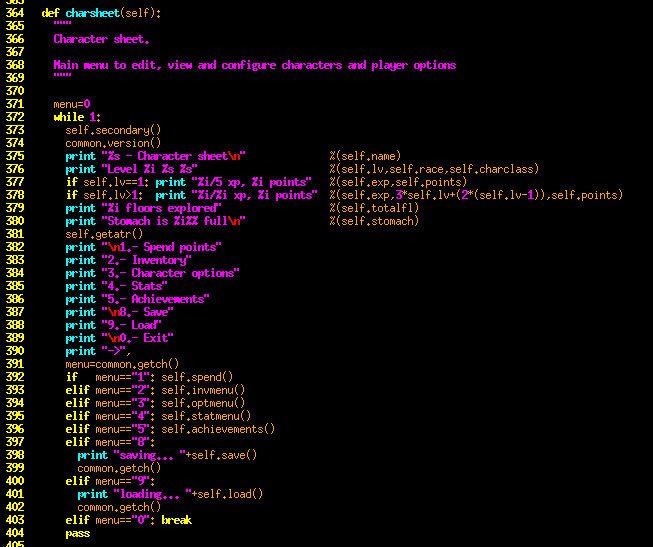 363
364   def charsheet(self):
365     """
366     Character sheet.
367
368     Main menu to edit, view and configure characters and player options
369     """
370
371     menu=0
372     while 1:
373       self.secondary()
374       common.version()
375       print "%s - Character sheet\n"              %(self.name)
376       print "Level %i %s %s"                      %(self.lv,self.race,self.charclass)
377       if self.lv==1: print "%i/5 xp, %i points"   %(self.exp,self.points)
378       if self.lv>1:  print "%i/%i xp, %i points"  %(self.exp,3*self.lv+(2*(self.lv-1)),self.points)
379       print "%i floors explored"                  %(self.totalfl)
380       print "Stomach is %i%% full\n"              %(self.stomach)
381       self.getatr()
382       print "\n1.- Spend points"
383       print "2.- Inventory"
384       print "3.- Character options"
385       print "4.- Stats"
386       print "5.- Achievements"
387       print "\n8.- Save"
388       print "9.- Load"
389       print "\n0.- Exit"
390       print "->",
391       menu=common.getch()
392       if   menu=="1": self.spend()
393       elif menu=="2": self.invmenu()
394       elif menu=="3": self.optmenu()
395       elif menu=="4": self.statmenu()
396       elif menu=="5": self.achievements()
397       elif menu=="8":
398         print "saving... "+self.save()
399         common.getch()
400       elif menu=="9":
401         print "loading... "+self.load()
402         common.getch()
403       elif menu=="0": break
404       pass
405